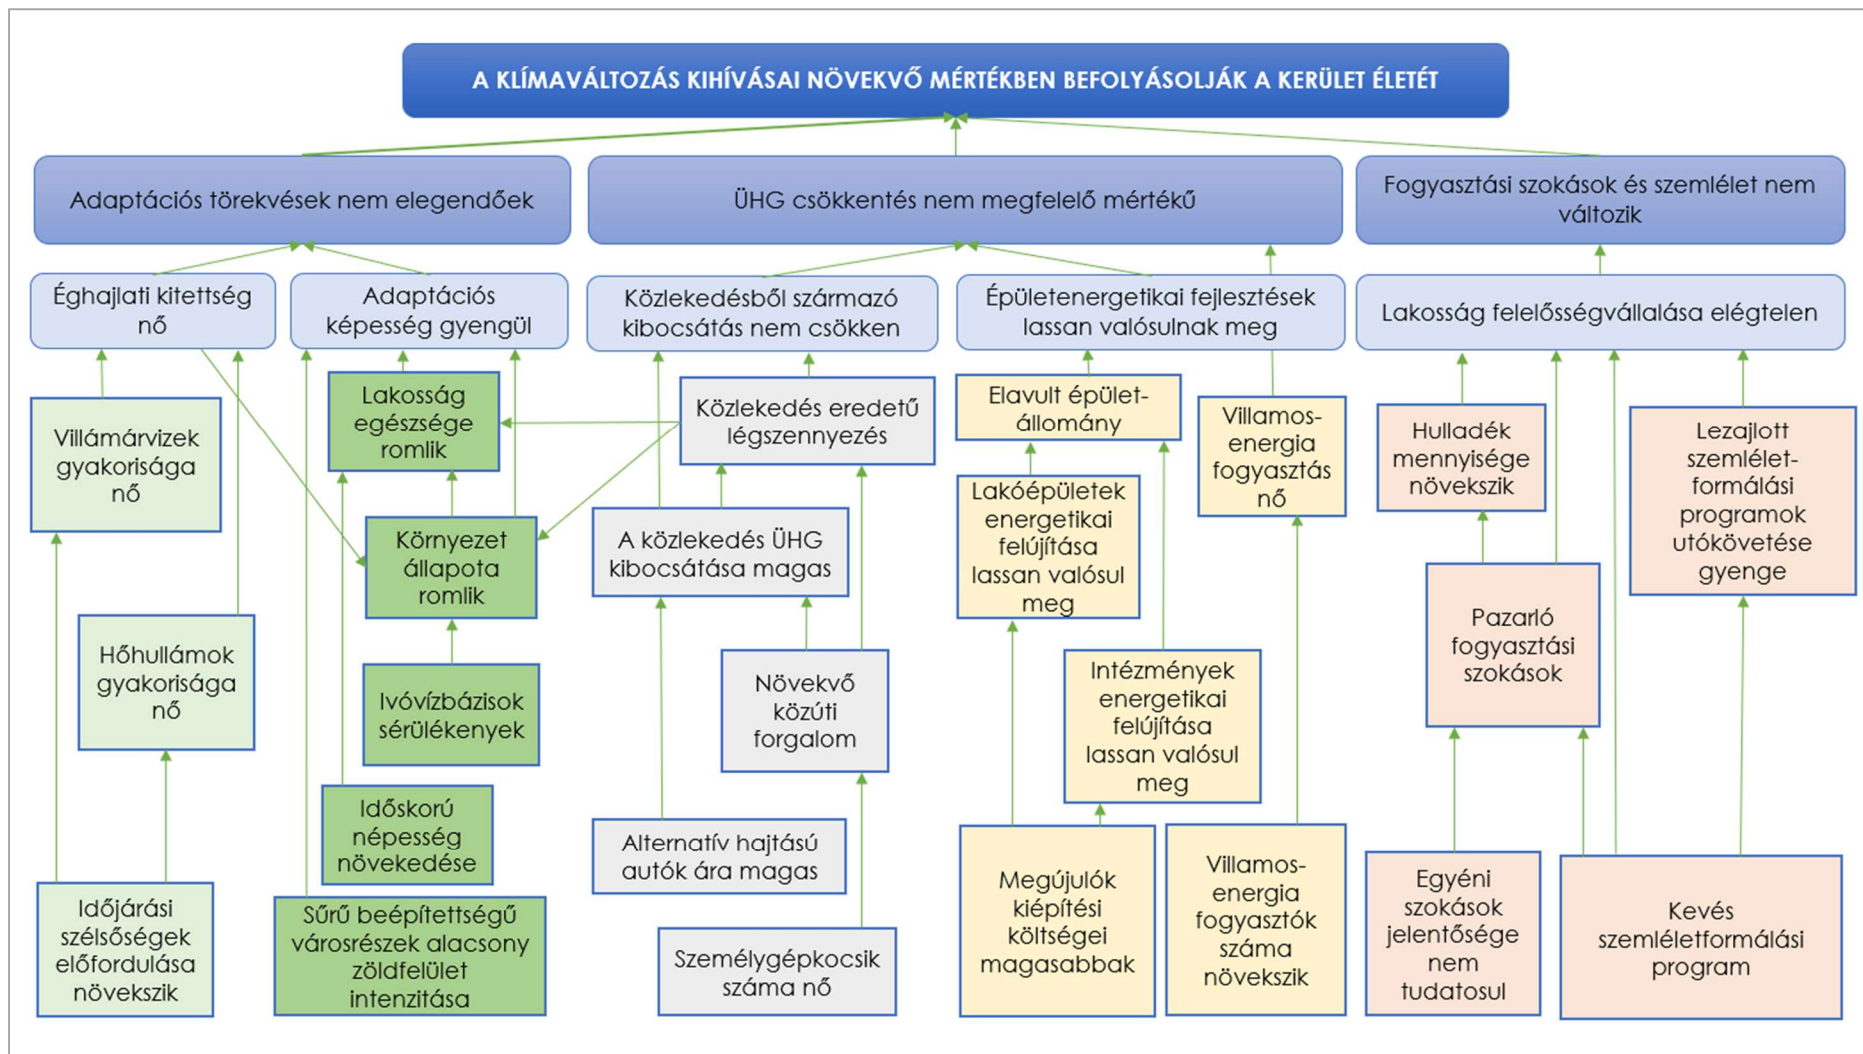 A KLÍMAVÁLTOZÁS KIHÍVÁSAI NÖVEKVŐ MÉRTÉKBEN BEFOLYÁSOLJÁK A KERÜLET ÉLETÉT
Adaptációs törekvések nem elegendőek
ÜHG csökkentés nem megfelelő mértékű
Fogyasztási szokások és szemlélet nem
változik
Éghajlati kitettség
nő
Adaptációs
képesség gyengül
Közlekedésből származó
kibocsátás nem csökken
Épületenergetikai fejlesztések
lassan valósulnak meg
Lakosság felelősségvállalása elégtelen
Villámárvizek
gyakorisága
nő
Lakosság
egészsége
romlik
Közlekedés eredetű
légszennyezés
Elavult épület-
állomány
Villamos-
energia
fogyasztás
nő
Hulladék
mennyisége
növekszik
Lezajlott
szemlélet-
formálási
programok
utókövetése
gyenge
Lakóépületek
energetikai
felújítása
lassan valósul
meg
Környezet
állapota
romlik
A közlekedés ÜHG
kibocsátása magas
Pazarló
fogyasztási
szokások
Hőhullámok
gyakorisága
nő
Ivóvízbázisok
sérülékenyek
Növekvő
közúti
forgalom
Intézmények
energetikai
felújítása
lassan valósul
meg
Időskorú
népesség
növekedése
Alternatív hajtású
autók ára magas
Megújulók
kiépítési
költségei
magasabbak
Villamos-
energia
fogyasztók
száma
növekszik
Egyéni
szokások
jelentősége
nem
tudatosul
Kevés
szemléletformálási
program
Időjárási
szélsőségek
előfordulása
növekszik
Sűrű beépítettségű
városrészek alacsony
zöldfelület
intenzitása
Személygépkocsik
száma nő